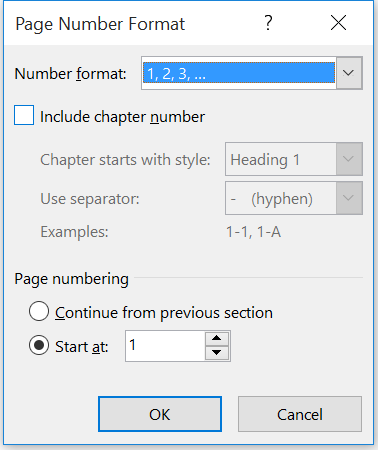 Page Number Format ?
Number format: 1, 2, 3, ...
Include chapter number
Chapter starts with style: Heading 1
Use separator: - (hyphen)
Examples: 1-1, 1-A
Page numbering
Continue from previous section
Start at: 1
OK Cancel